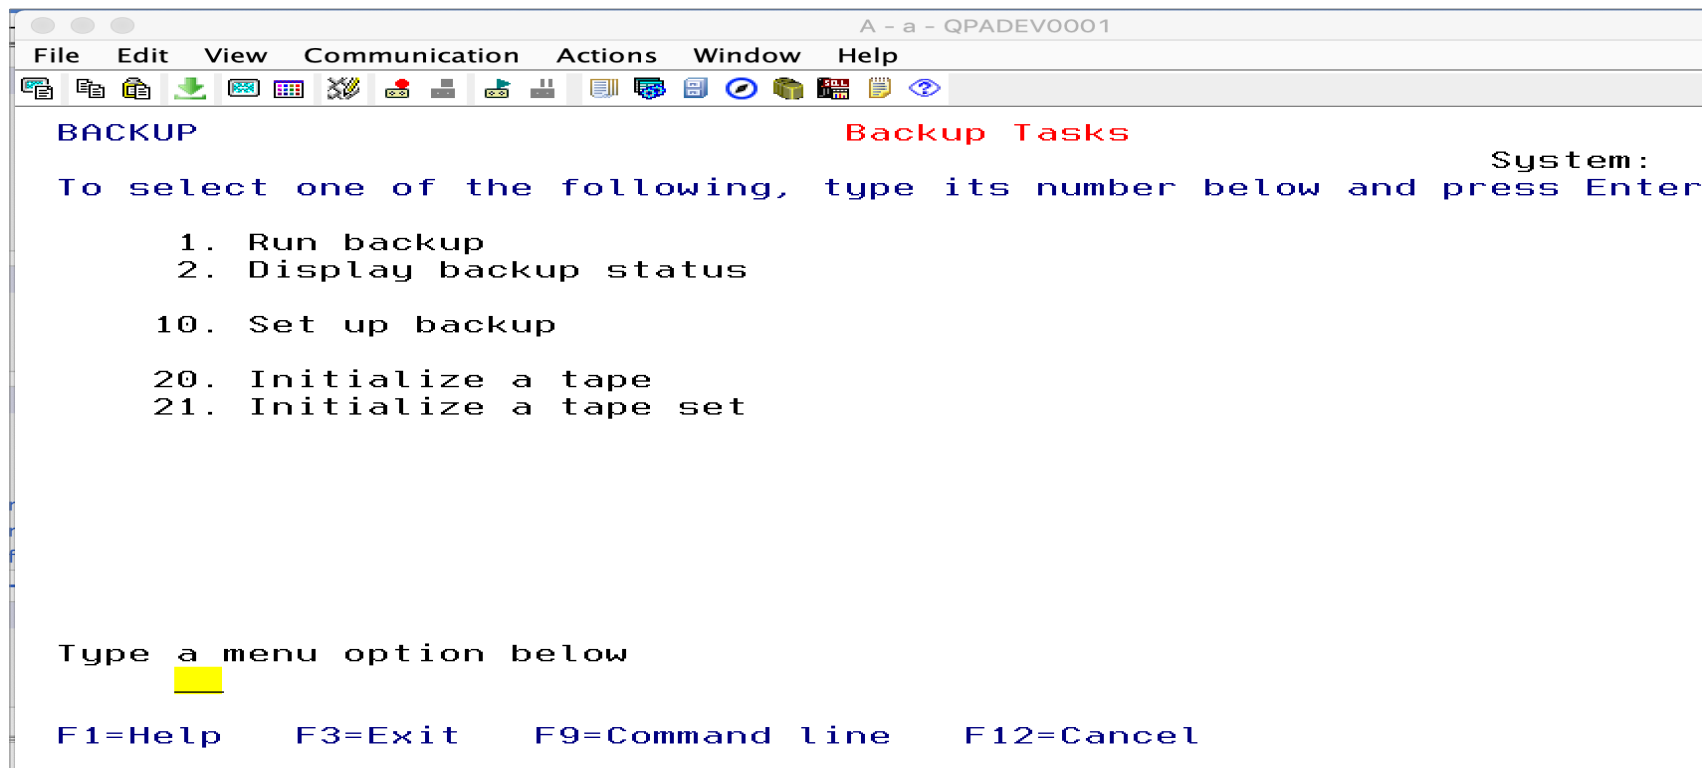 A - a - QPADEV0001
File Edit View Communication Actions Window Help
BACKUP Backup Tasks
System:
To select one of the following, type its number below and press Enter
1. Run backup
2. Display backup status
10. Set up backup
20. Initialize a tape
21. Initialize a tape set
Type a menu option below
F1=Help F3=Exit F9=Command line F12=Cancel